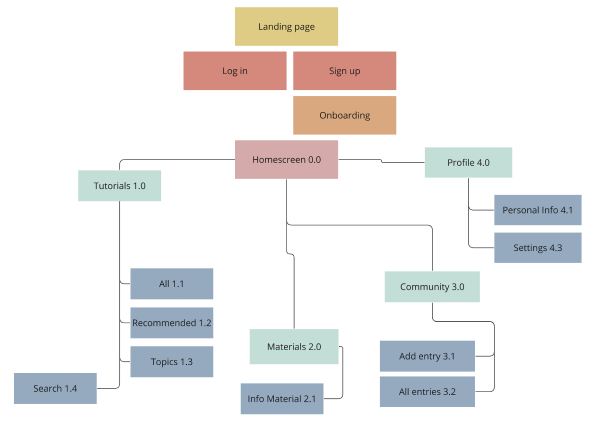 Landing page
Log in
Sign up
Onboarding
Homescreen 0.0
Profile 4.0
Tutorials 1.0
Personal Info 4.1
Settings 4.3
All 1.1
Community 3.0
Recommended 1.2
Materials 2.0
Topics 1.3
Add entry 3.1
Search 1.4
Info Material 2.1
All entries 3.2